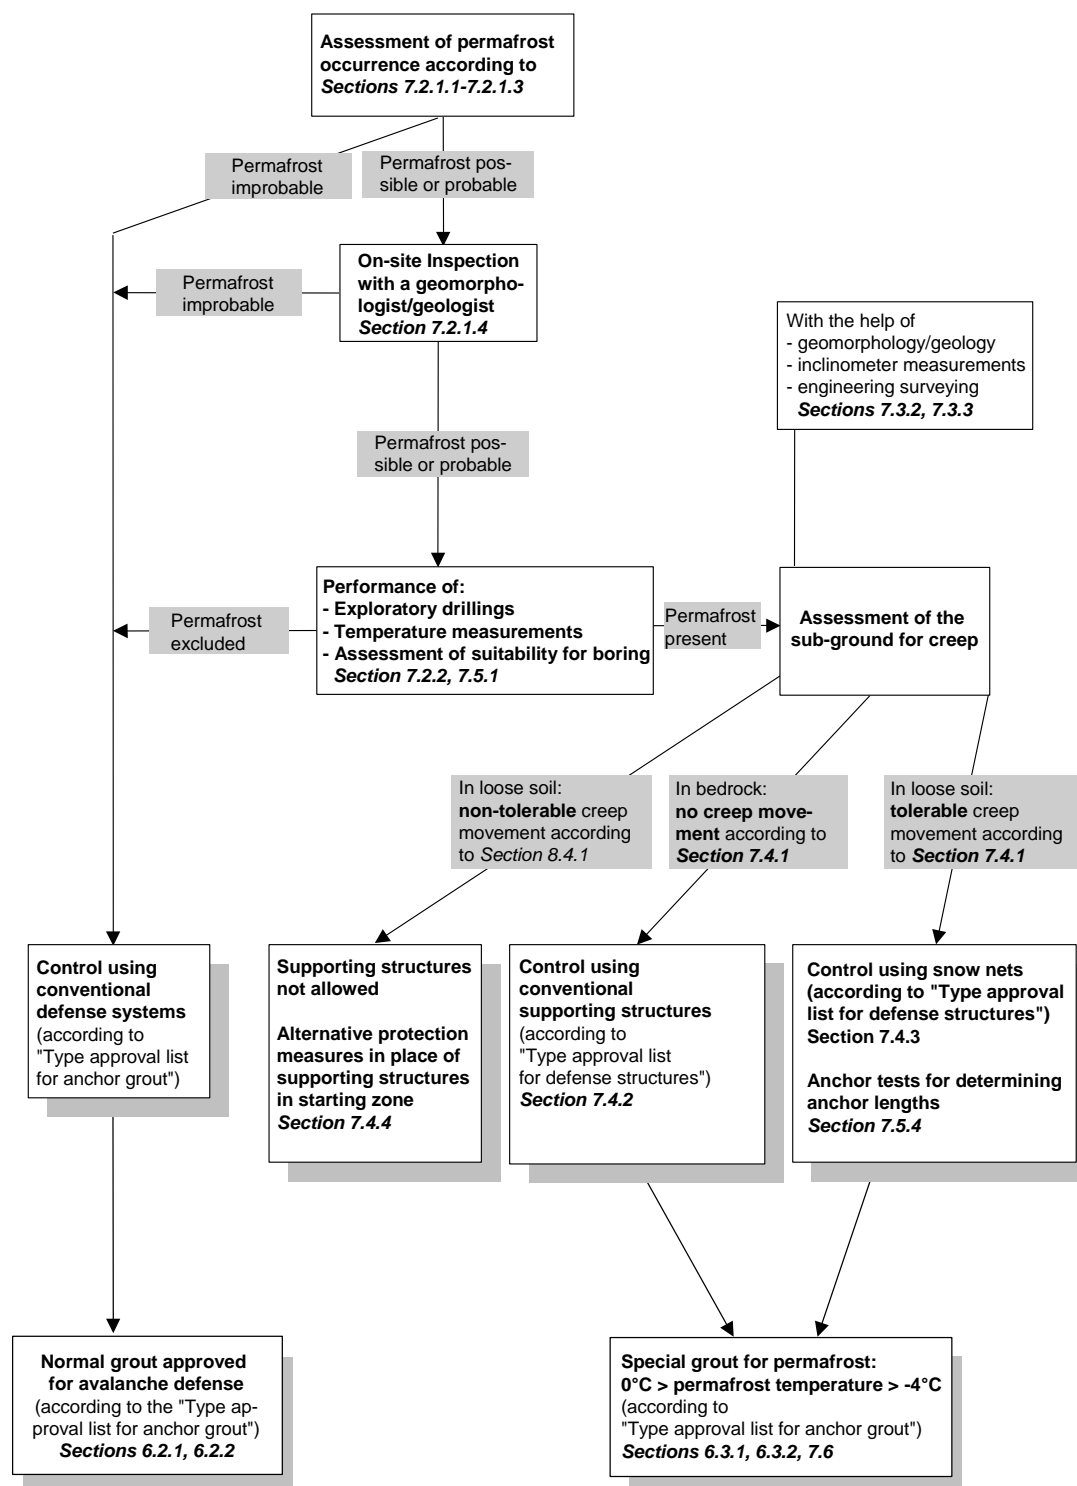 Assessment of permafrost
occurrence according to
Sections 7.2.1.1-7.2.1.3
Permafrost
improbable
Permafrost pos-
sible or probable
On-site Inspection
with a geomorpho-
logist/geologist
Section 7.2.1.4
Permafrost
improbable
With the help of
- geomorphology/geology
- inclinometer measurements
- engineering surveying
Sections 7.3.2, 7.3.3
Permafrost pos-
sible or probable
Performance of:
- Exploratory drillings
- Temperature measurements
- Assessment of suitability for boring
Section 7.2.2, 7.5.1
Permafrost
excluded
Permafrost
present
Assessment of the
sub-ground for creep
In loose soil:
non-tolerable creep
movement according
to Section 8.4.1
In bedrock:
no creep move-
ment according to
Section 7.4.1
In loose soil:
tolerable creep
movement according
to Section 7.4.1
Control using
conventional
defense systems
(according to
"Type approval list
for anchor grout")
Supporting structures
not allowed
Alternative protection
measures in place of
supporting structures
in starting zone
Section 7.4.4
Control using
conventional
supporting structures
(according to
"Type approval list
for defense structures")
Section 7.4.2
Control using snow nets
(according to "Type approval
list for defense structures")
Section 7.4.3
Anchor tests for determining
anchor lengths
Section 7.5.4
Normal grout approved
for avalanche defense
(according to the "Type ap-
proval list for anchor grout")
Sections 6.2.1, 6.2.2
Special grout for permafrost:
0°C > permafrost temperature > -4°C
(according to
"Type approval list for anchor grout")
Sections 6.3.1, 6.3.2, 7.6